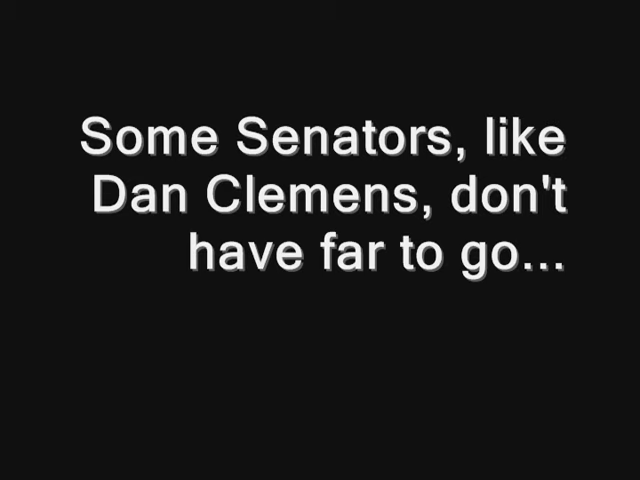 Some Senators, like
Dan Clemens, don't
have far to go...